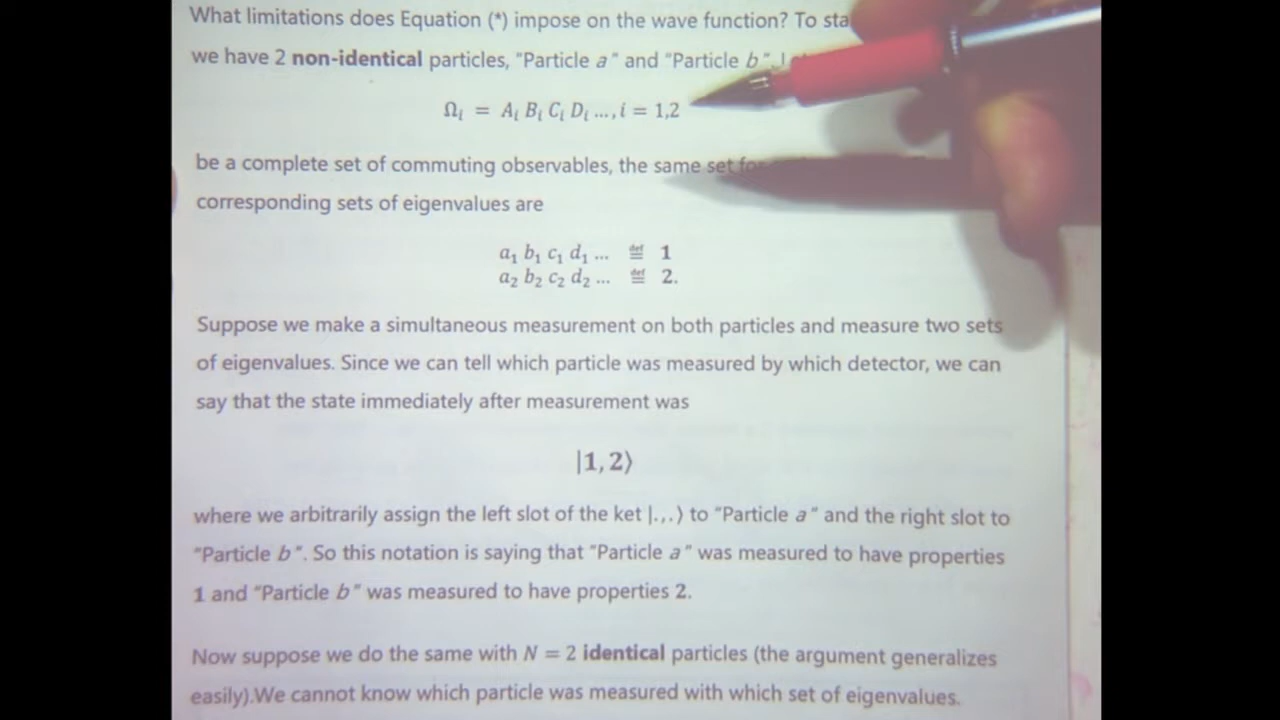 What limitations does Equation (*) impose on the wave function? To sta
we have 2 non-identical particles, "Particle a" and "Particle b".
Ωᵢ = Aᵢ Bᵢ Cᵢ Dᵢ ..., i = 1,2
be a complete set of commuting observables, the same set
corresponding sets of eigenvalues are
a₁ b₁ c₁ d₁ ... ≝ 1
a₂ b₂ c₂ d₂ ... ≝ 2.
Suppose we make a simultaneous measurement on both particles and measure two sets
of eigenvalues. Since we can tell which particle was measured by which detector, we can
say that the state immediately after measurement was
|1, 2⟩
where we arbitrarily assign the left slot of the ket |.,.⟩ to "Particle a" and the right slot to
"Particle b". So this notation is saying that "Particle a" was measured to have properties
1 and "Particle b" was measured to have properties 2.
Now suppose we do the same with N = 2 identical particles (the argument generalizes
easily).We cannot know which particle was measured with which set of eigenvalues.